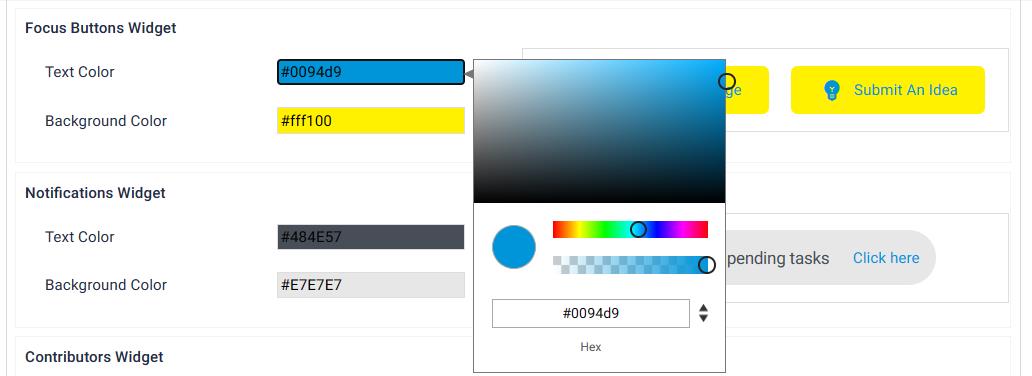 Focus Buttons Widget
Text Color
#0094d9
ge
Submit An Idea
Background Color
#fff100
Notifications Widget
Text Color
#484E57
pending tasks
Click here
Background Color
#E7E7E7
#0094d9
Hex
Contributors Widget